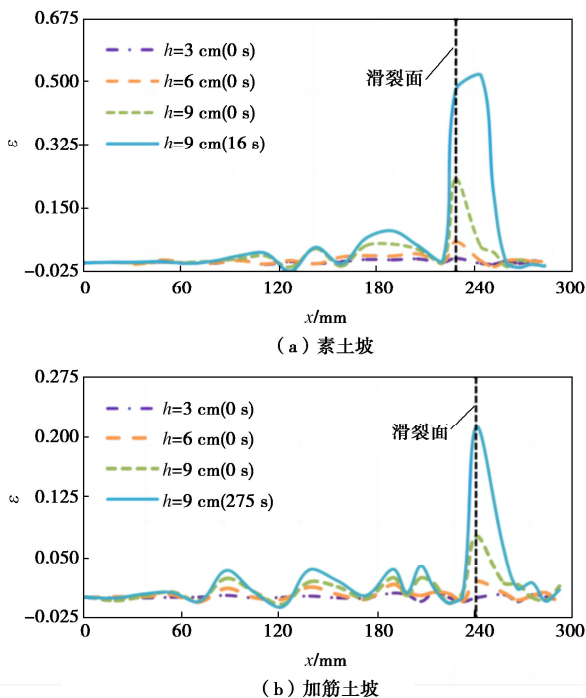 0.675
h=3 cm(0 s)
h=6 cm(0 s)
h=9 cm(0 s)
h=9 cm(16 s)
滑裂面
0.500
0.325
0.150
-0.025
ε
0 60 120 180 240 300
x/mm
(a)素土坡
0.275
h=3 cm(0 s)
h=6 cm(0 s)
h=9 cm(0 s)
h=9 cm(275 s)
滑裂面
0.200
0.125
0.050
-0.025
ε
0 60 120 180 240 300
x/mm
(b)加筋土坡